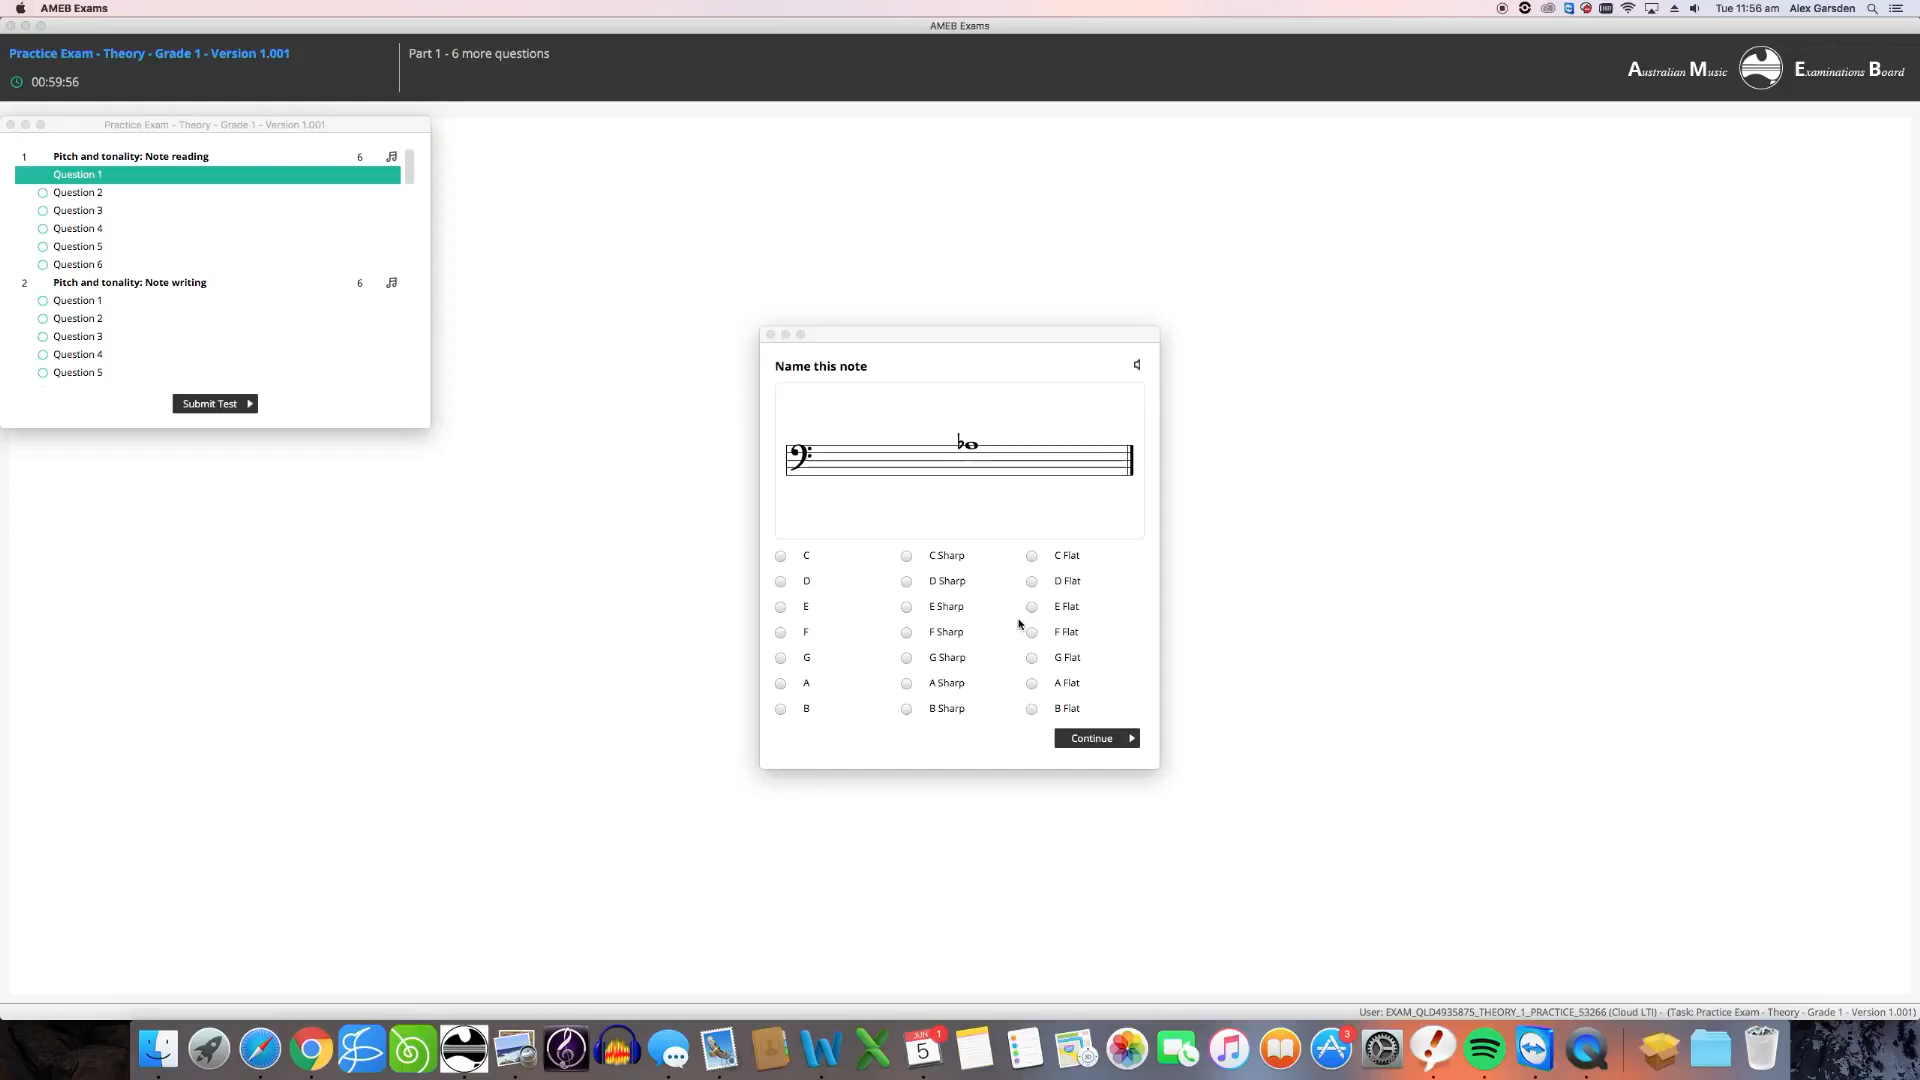 AMEB Exams
Tue 11:56 am Alex Garsden
AMEB Exams
Practice Exam - Theory - Grade 1 - Version 1.001
00:59:56
Part 1 - 6 more questions
Australian Music Examinations Board
Practice Exam - Theory - Grade 1 - Version 1.001
1 Pitch and tonality: Note reading 6
Question 1
Question 2
Question 3
Question 4
Question 5
Question 6
2 Pitch and tonality: Note writing 6
Question 1
Question 2
Question 3
Question 4
Question 5
Submit Test
Name this note
C C Sharp C Flat
D D Sharp D Flat
E E Sharp E Flat
F F Sharp F Flat
G G Sharp G Flat
A A Sharp A Flat
B B Sharp B Flat
Continue
User: EXAM_QLD4935875_THEORY_1_PRACTICE_53266 (Cloud LTI) - (Task: Practice Exam - Theory - Grade 1 - Version 1.001)
JUN 1
5
3D
3